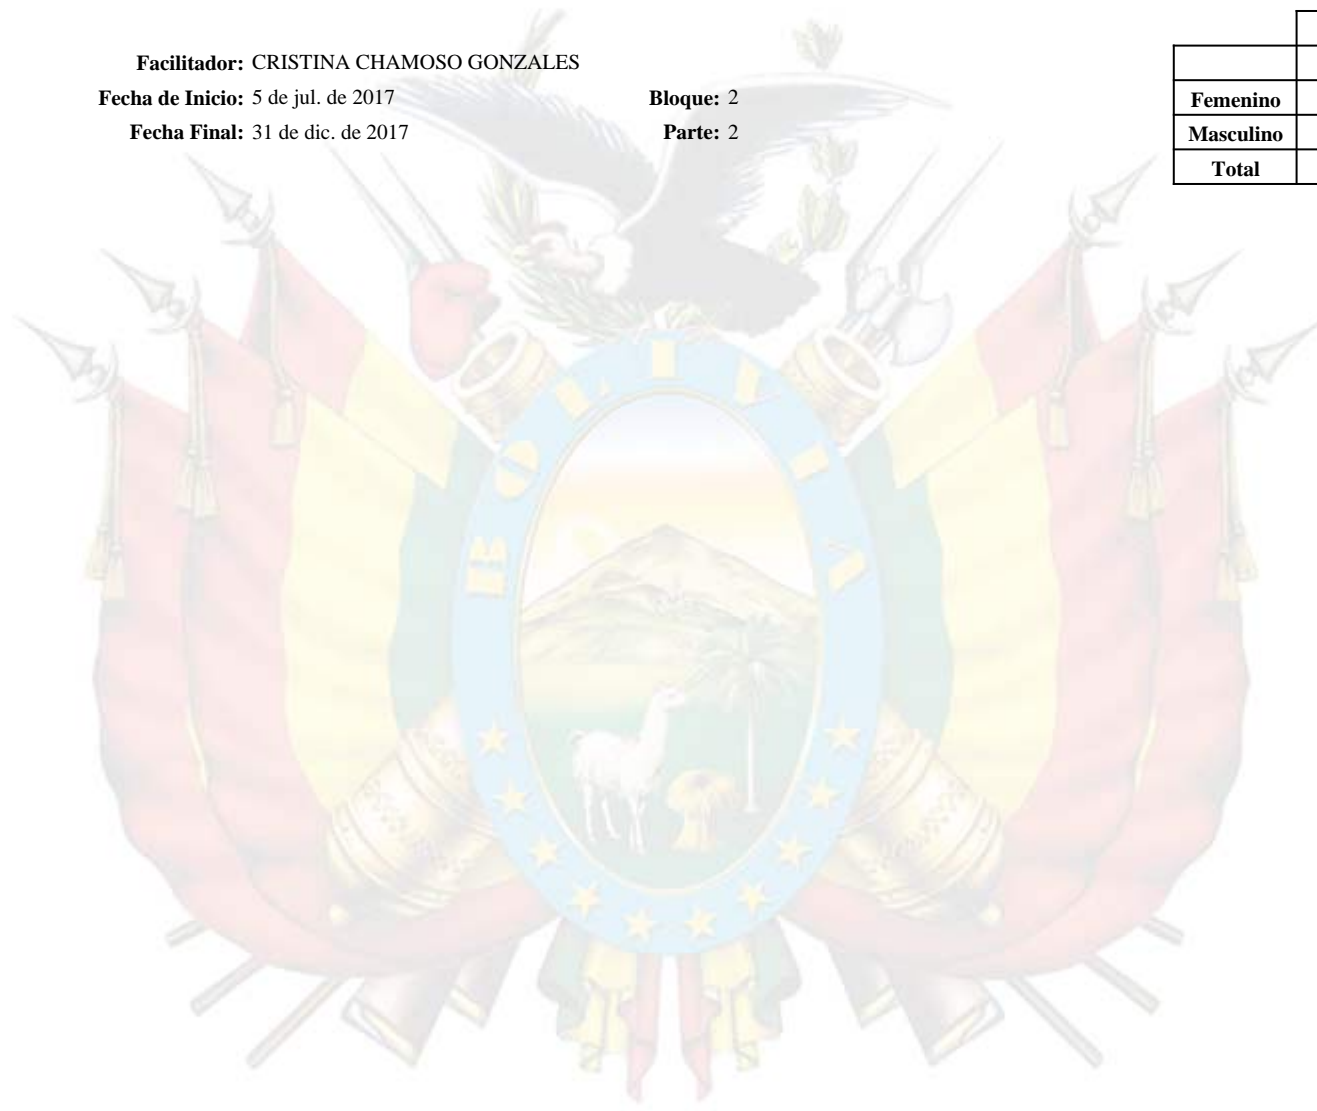 Facilitador: CRISTINA CHAMOSO GONZALES
Fecha de Inicio: 5 de jul. de 2017 Bloque: 2
Fecha Final: 31 de dic. de 2017 Parte: 2
Femenino
Masculino
Total
BOLIVIA